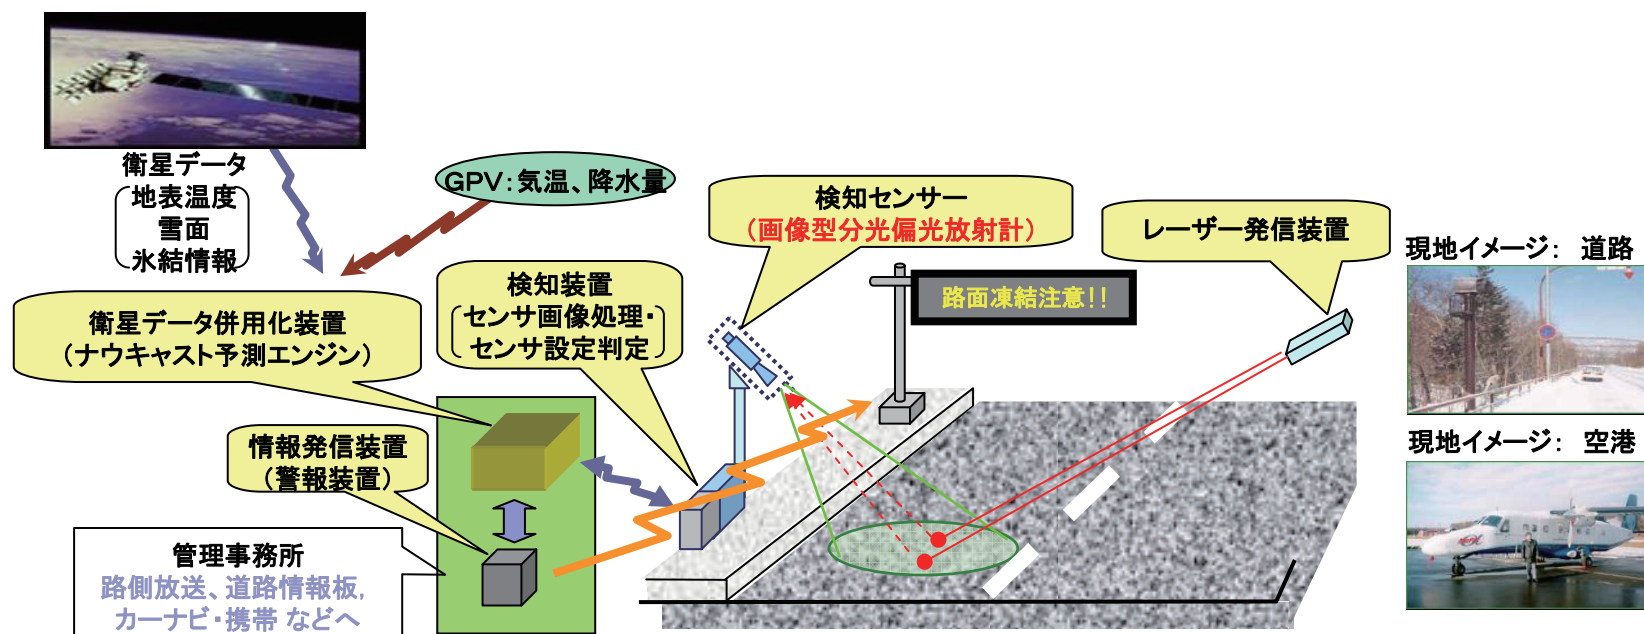 衛星データ
地表温度
雪面
氷結情報
GPV：気温、降水量
検知センサー
（画像型分光偏光放射計）
レーザー発信装置
現地イメージ： 道路
路面凍結注意!!
検知装置
センサ画像処理・
センサ設定判定
衛星データ併用化装置
（ナウキャスト予測エンジン）
情報発信装置
（警報装置）
現地イメージ： 空港
管理事務所
路側放送、道路情報板，
カーナビ・携帯 などへ